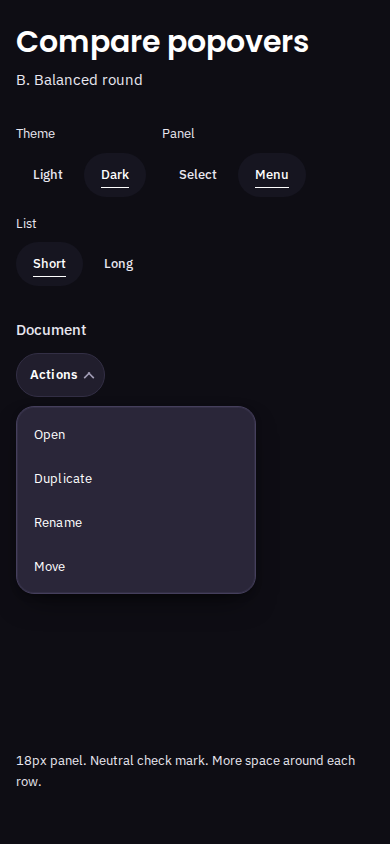 Compare popovers
B. Balanced round
Theme
Panel
Light
Dark
Select
Menu
List
Short
Long
Document
Actions
Open
Duplicate
Rename
Move
18px panel. Neutral check mark. More space around each
row.